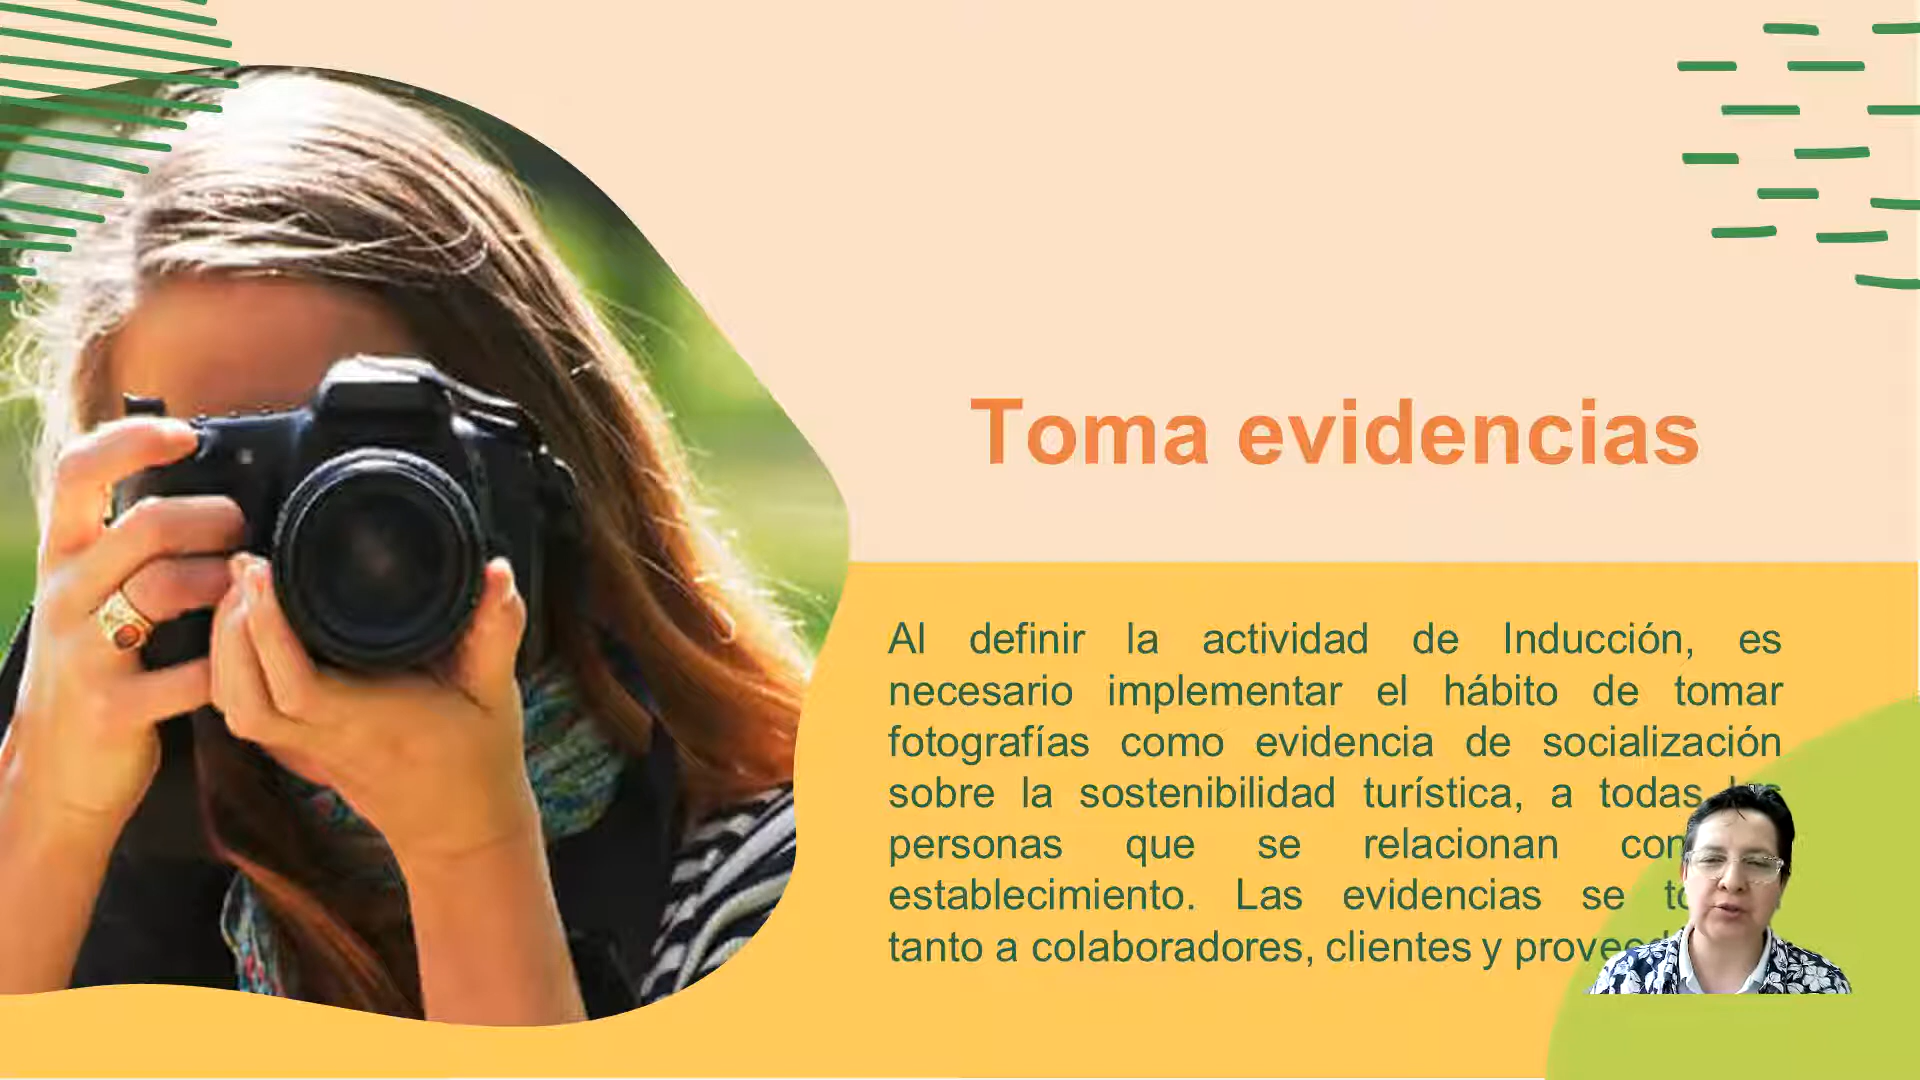 Toma evidencias
Al definir la actividad de Inducción, es
necesario implementar el hábito de tomar
fotografías como evidencia de socialización
sobre la sostenibilidad turística, a todas
personas que se relacionan
establecimiento. Las evidencias se
tanto a colaboradores, clientes y